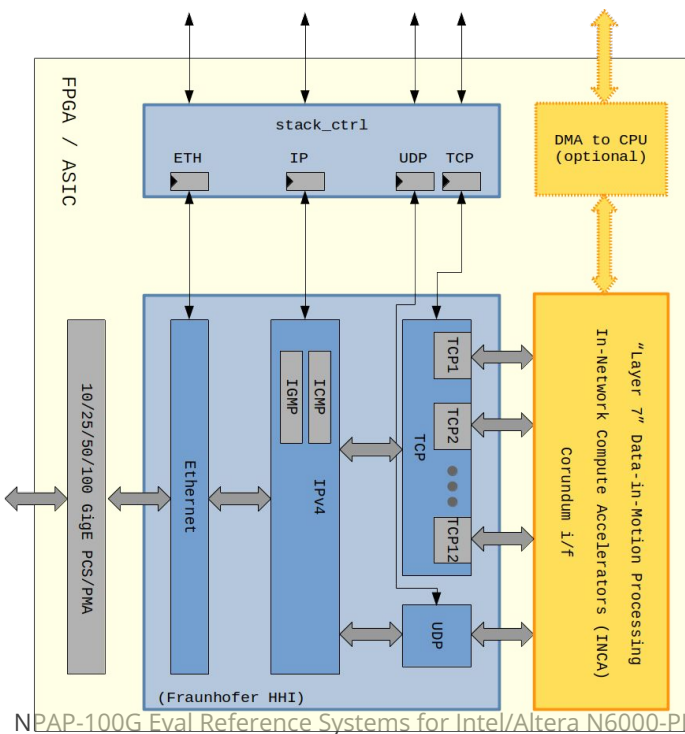 FPGA / ASIC
stack_ctrl
ETH
IP
UDP
TCP
DMA to CPU
(optional)
10/25/50/100 GigE PCS/PMA
Ethernet
IGMP
ICMP
IPv4
TCP
TCP1
TCP2
TCP12
UDP
"Layer 7" Data-in-Motion Processing
In-Network Compute Accelerators (INCA)
Corundum i/f
(Fraunhofer HHI)
NPAP-100G Eval Reference Systems for Intel/Altera N6000-Pl